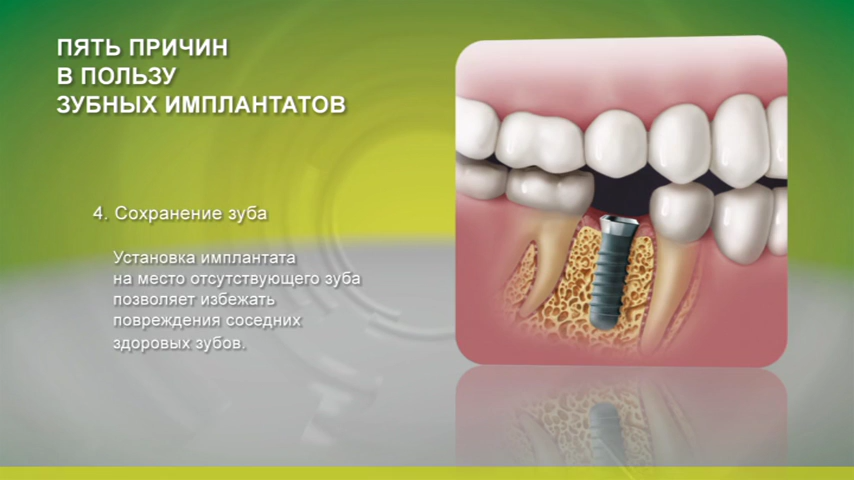 ПЯТЬ ПРИЧИН
В ПОЛЬЗУ
ЗУБНЫХ ИМПЛАНТАТОВ
4. Сохранение зуба
Установка имплантата
на место отсутствующего зуба
позволяет избежать
повреждения соседних
здоровых зубов.